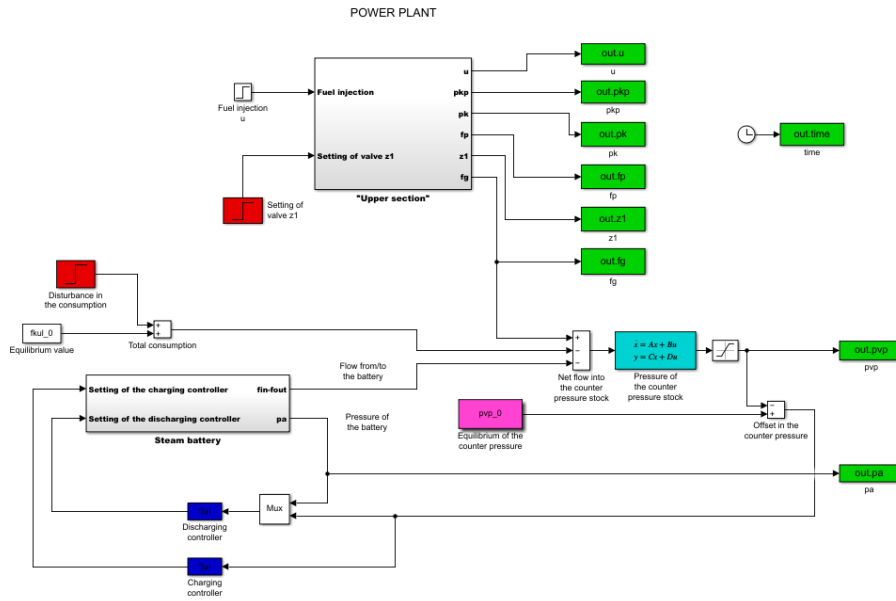 POWER PLANT
Fuel injection
u
Setting of
valve z1
Fuel injection
Setting of valve z1
u
pkp
pk
fp
z1
fg
"Upper section"
out.u
u
out.pkp
pkp
out.pk
pk
out.fp
fp
out.z1
z1
out.fg
fg
out.time
time
Disturbance in
the consumption
fkul_0
Equilibrium value
+
+
Total consumption
Flow from/to
the battery
Setting of the charging controller
Setting of the discharging controller
fin-fout
pa
Steam battery
Pressure of
the battery
+
−
−
Net flow into
the counter
pressure stock
ẋ = Ax + Bu
y = Cx + Du
Pressure of
the counter
pressure stock
out.pvp
pvp
pvp_0
Equilibrium of the
counter pressure
−
+
Offset in the
counter pressure
out.pa
pa
Mux
Discharging
controller
Charging
controller